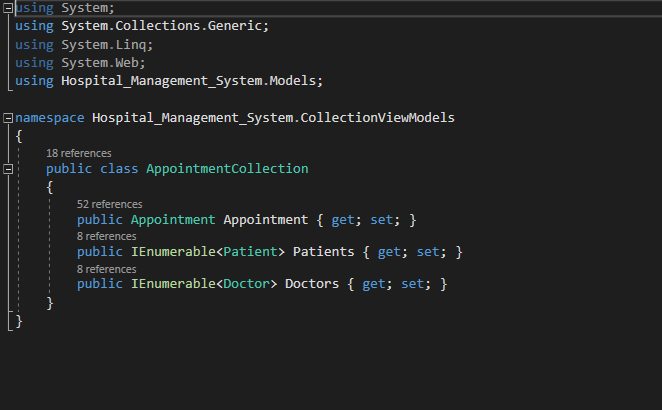 using System;
using System.Collections.Generic;
using System.Linq;
using System.Web;
using Hospital_Management_System.Models;
namespace Hospital_Management_System.CollectionViewModels
{
18 references
public class AppointmentCollection
{
52 references
public Appointment Appointment { get; set; }
8 references
public IEnumerable<Patient> Patients { get; set; }
8 references
public IEnumerable<Doctor> Doctors { get; set; }
}
}